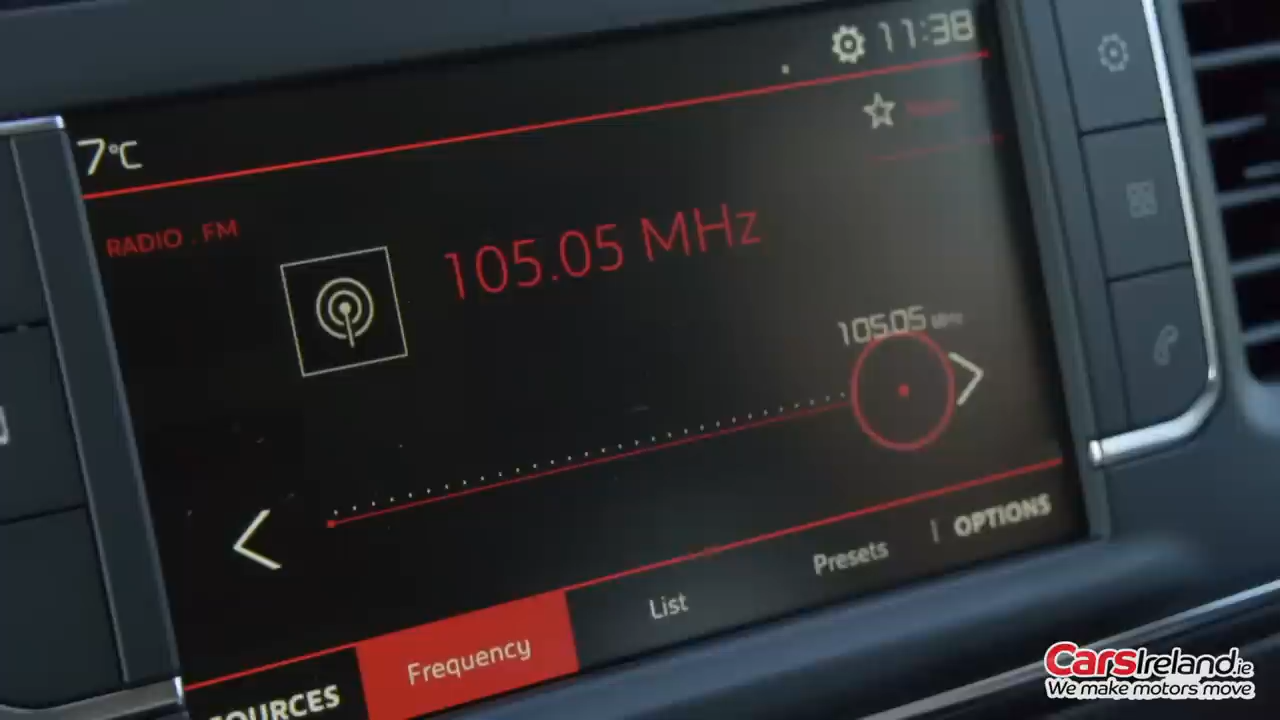 11:38
7°C
RADIO . FM
105.05 MHz
105.05 MHz
OPTIONS
Presets
List
Frequency
SOURCES
CarsIreland.ie
We make motors move